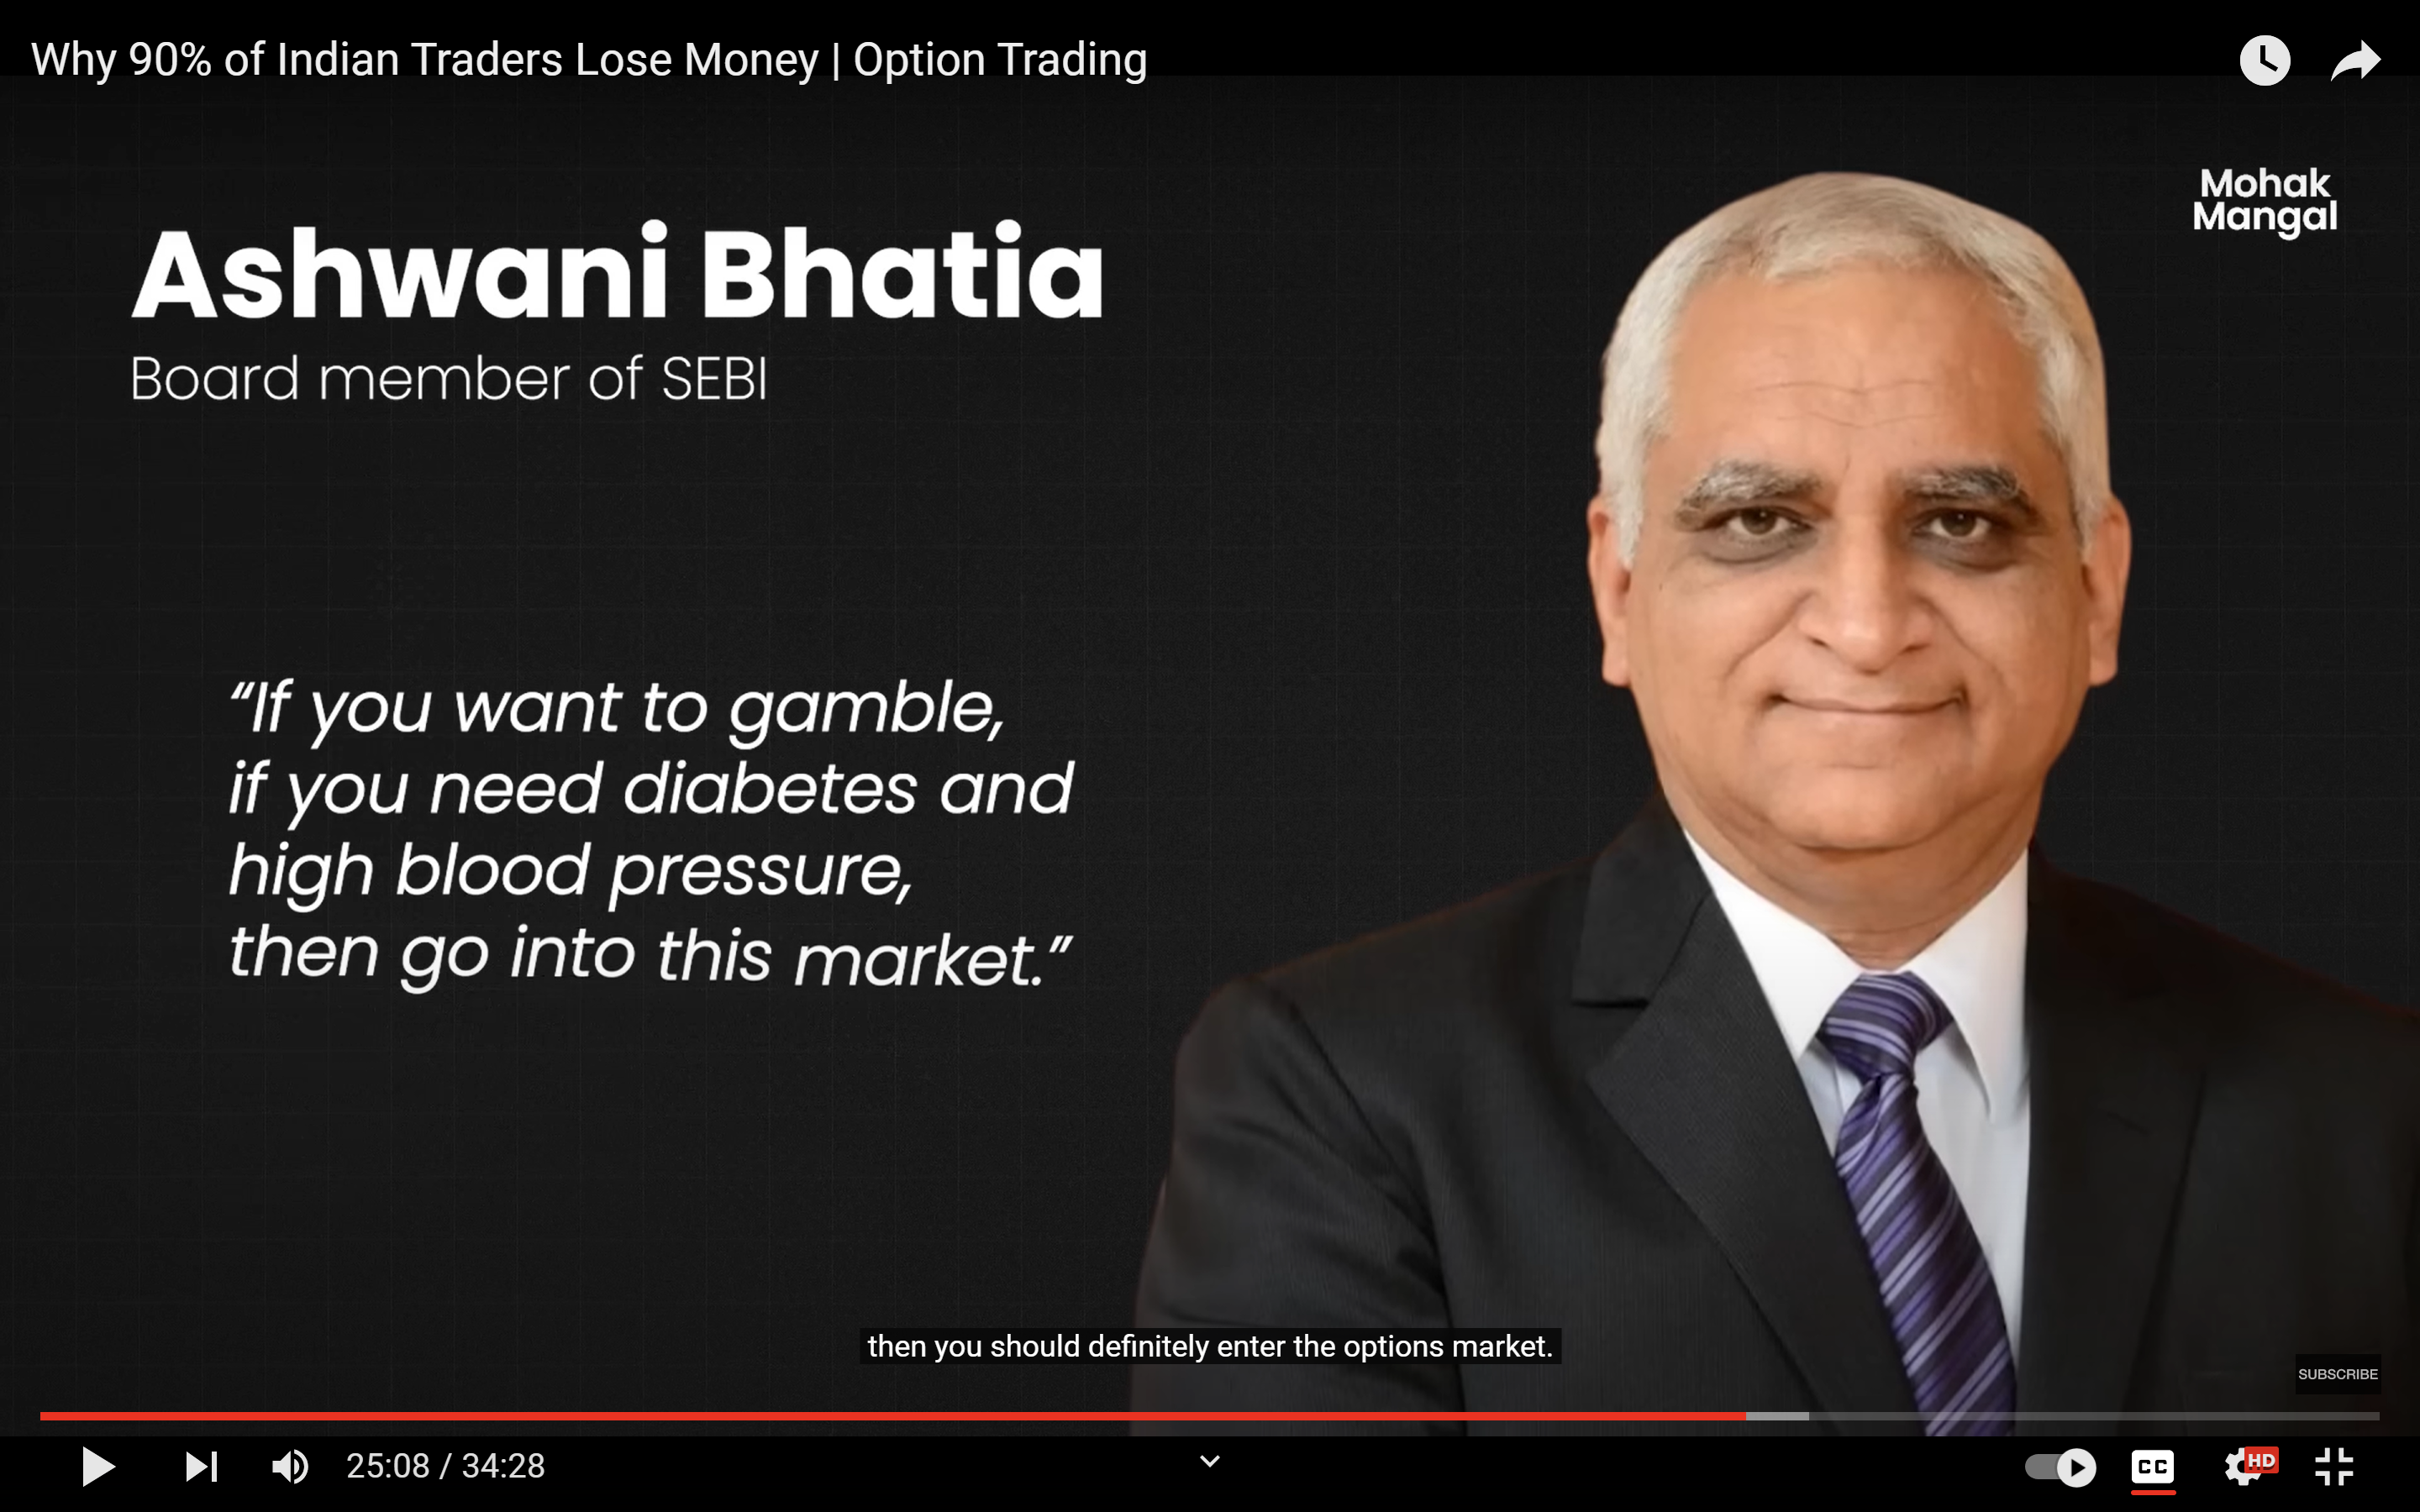 Why 90% of Indian Traders Lose Money | Option Trading
Mohak
Mangal
Ashwani Bhatia
Board member of SEBI
“If you want to gamble,
if you need diabetes and
high blood pressure,
then go into this market.”
then you should definitely enter the options market.
SUBSCRIBE
25:08 / 34:28
CC
HD